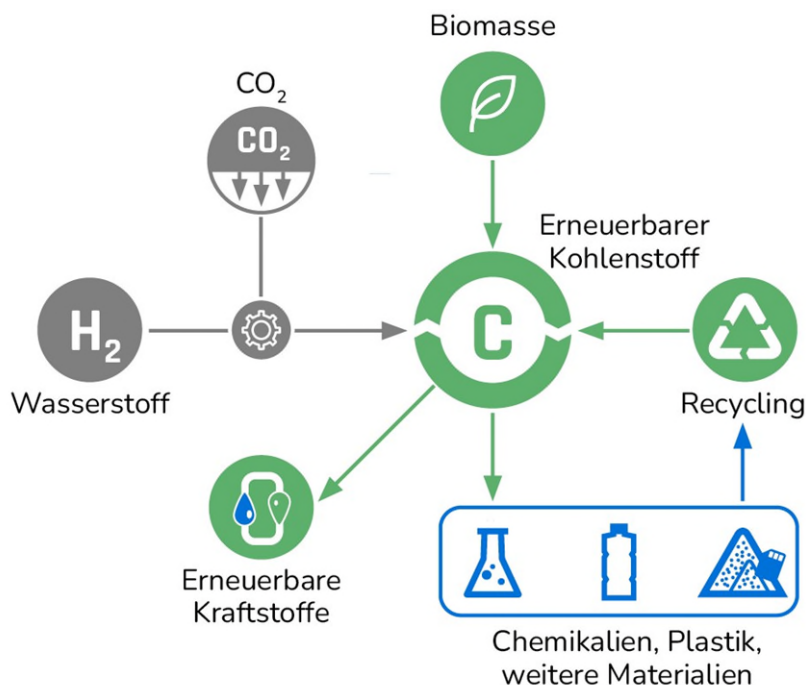 Biomasse
CO₂
CO₂
Erneuerbarer
Kohlenstoff
H₂
C
Wasserstoff
Recycling
Erneuerbare
Kraftstoffe
Chemikalien, Plastik,
weitere Materialien